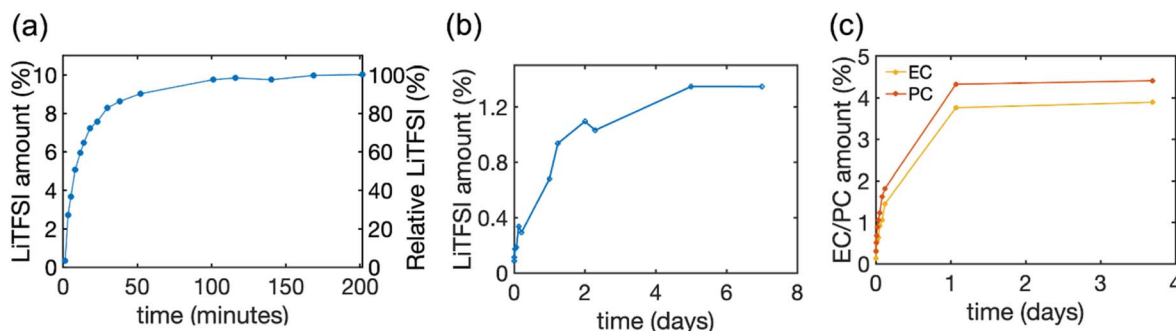 (a)
LiTFSI amount (%)
10
8
6
4
2
0
0 50 100 150 200
time (minutes)
100
80
60
40
20
0
Relative LiTFSI (%)
(b)
LiTFSI amount (%)
1.2
0.8
0.4
0
0 2 4 6 8
time (days)
(c)
EC/PC amount (%)
5
4
3
2
1
0
0 1 2 3 4
time (days)
EC
PC